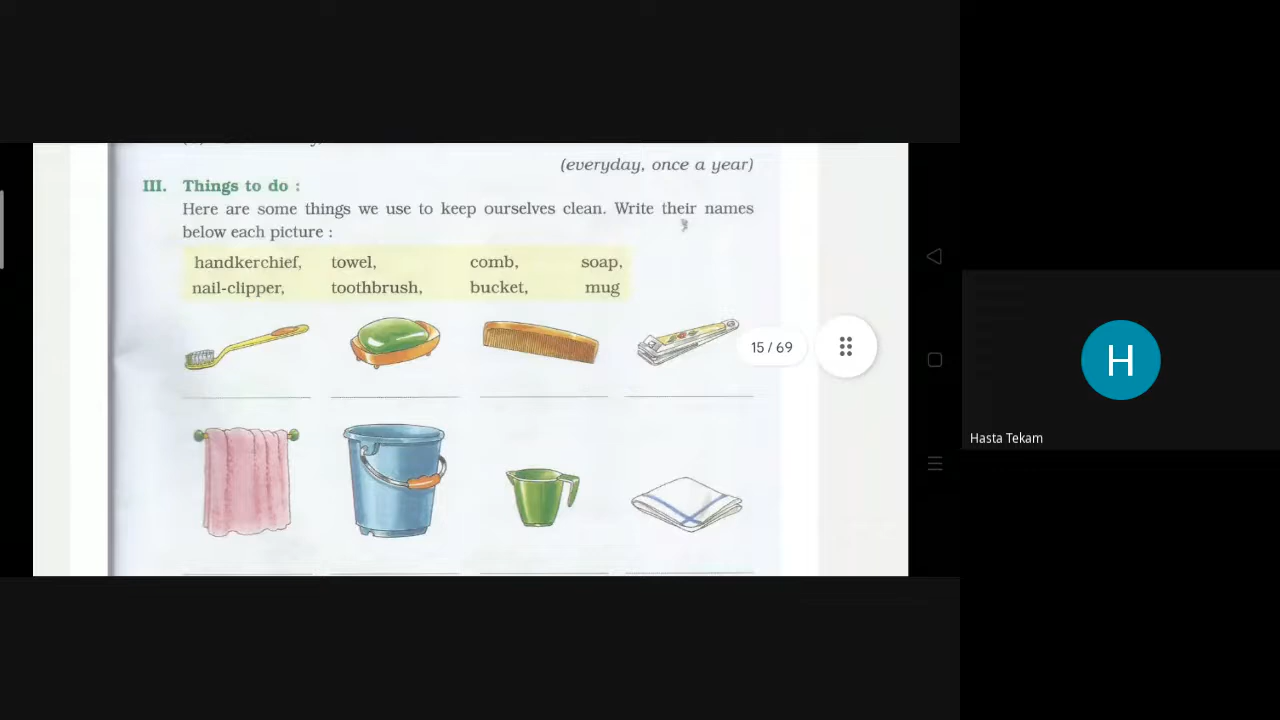 (everyday, once a year)
III. Things to do :
Here are some things we use to keep ourselves clean. Write their names
below each picture :
handkerchief, towel, comb, soap,
nail-clipper, toothbrush, bucket, mug
15 / 69
H
Hasta Tekam